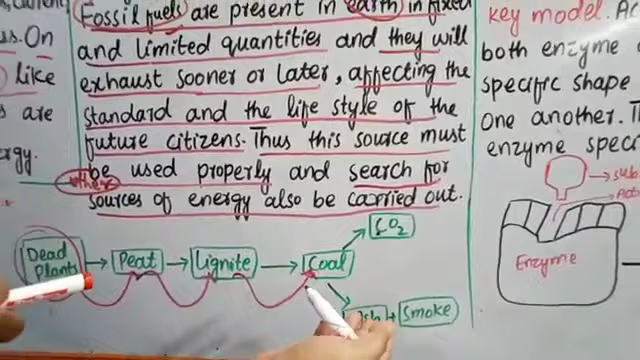 Fossil fuels are present in earth in fixed
and limited quantities and they will
exhaust sooner or later, affecting the
standard and the life style of the
future citizens. Thus this source must
be used properly and search for
other
sources of energy also be carried out.
Dead Plants → Peat → Lignite → Coal
CO2
+ Smoke
On
like
are
key model.
both enzyme
specific shape
one another.
enzyme
Enzyme